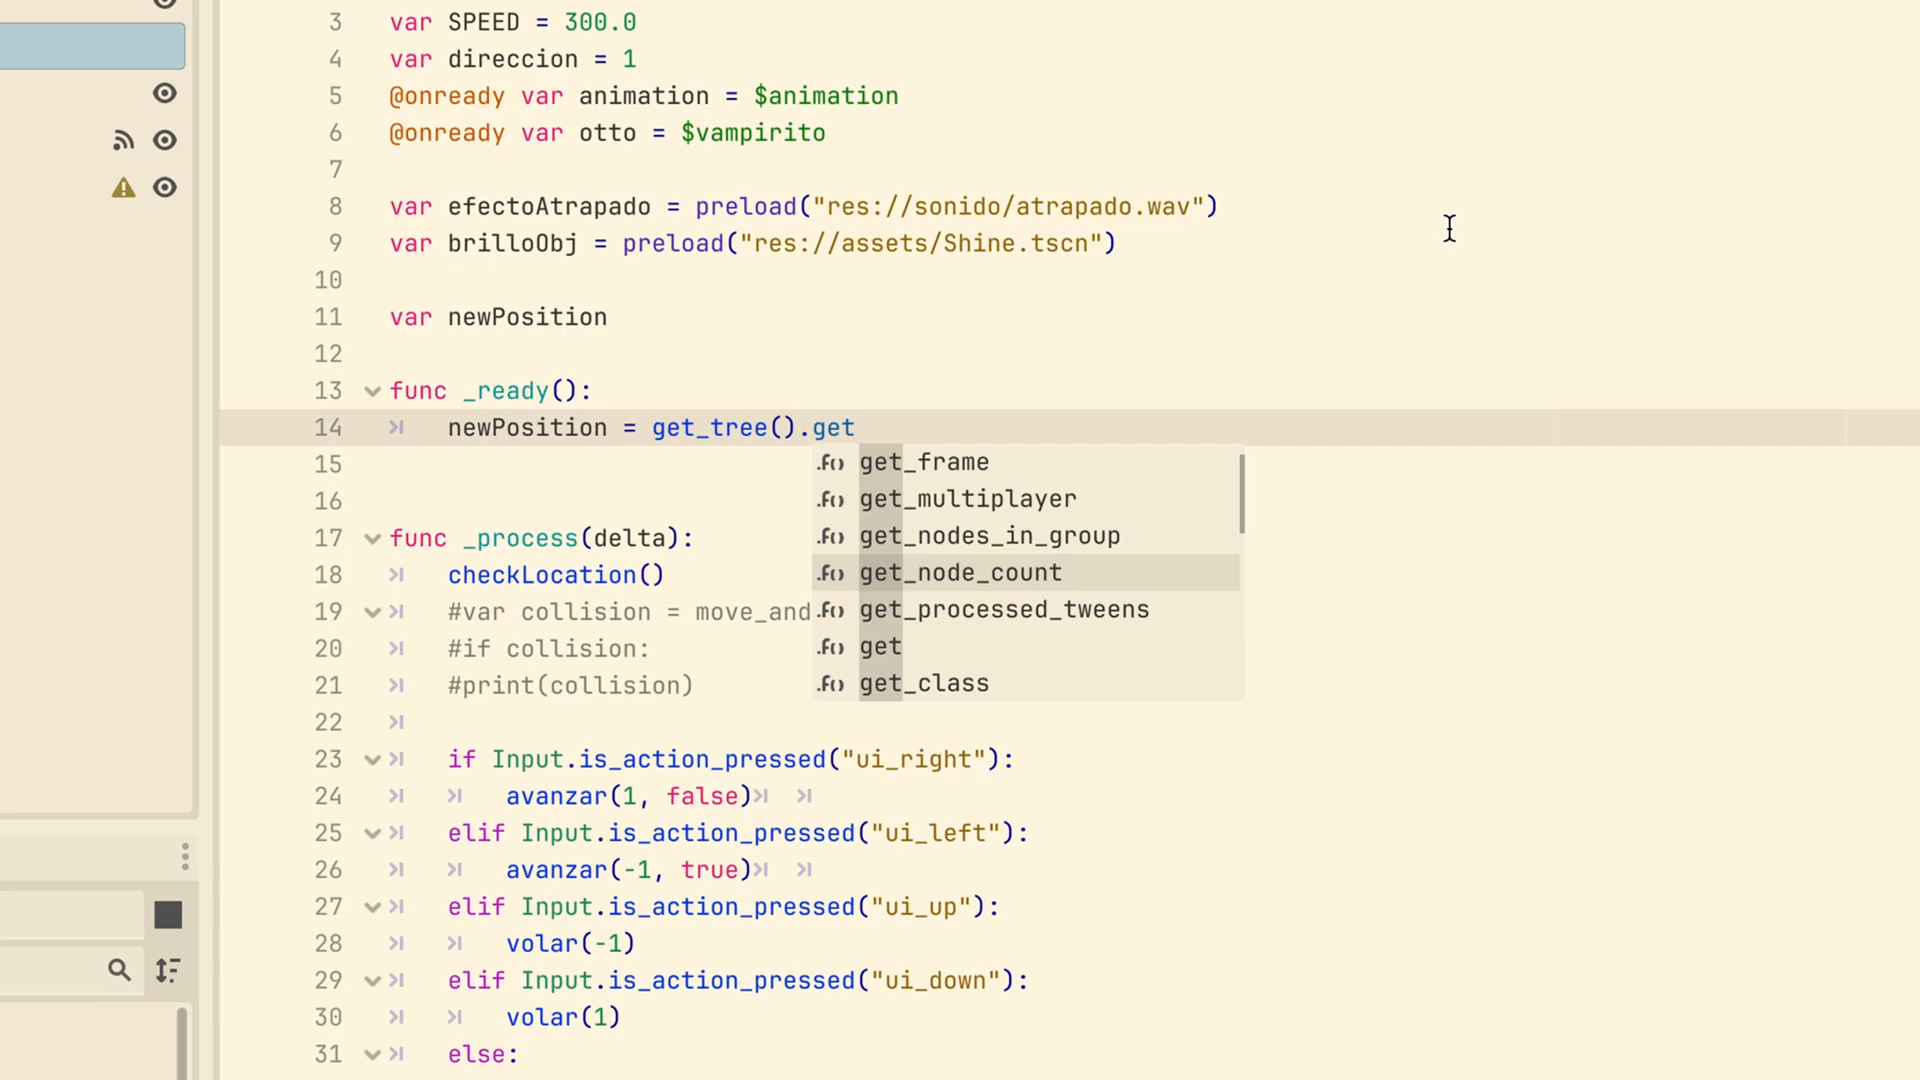 3 var SPEED = 300.0
4 var direccion = 1
5 @onready var animation = $animation
6 @onready var otto = $vampirito
7
8 var efectoAtrapado = preload("res://sonido/atrapado.wav")
9 var brilloObj = preload("res://assets/Shine.tscn")
10
11 var newPosition
12
13 func _ready():
14 newPosition = get_tree().get
.f() get_frame
.f() get_multiplayer
.f() get_nodes_in_group
.f() get_node_count
.f() get_processed_tweens
.f() get
.f() get_class
15
16
17 func _process(delta):
18 checkLocation()
19 #var collision = move_and
20 #if collision:
21 #print(collision)
22
23 if Input.is_action_pressed("ui_right"):
24 avanzar(1, false)
25 elif Input.is_action_pressed("ui_left"):
26 avanzar(-1, true)
27 elif Input.is_action_pressed("ui_up"):
28 volar(-1)
29 elif Input.is_action_pressed("ui_down"):
30 volar(1)
31 else: